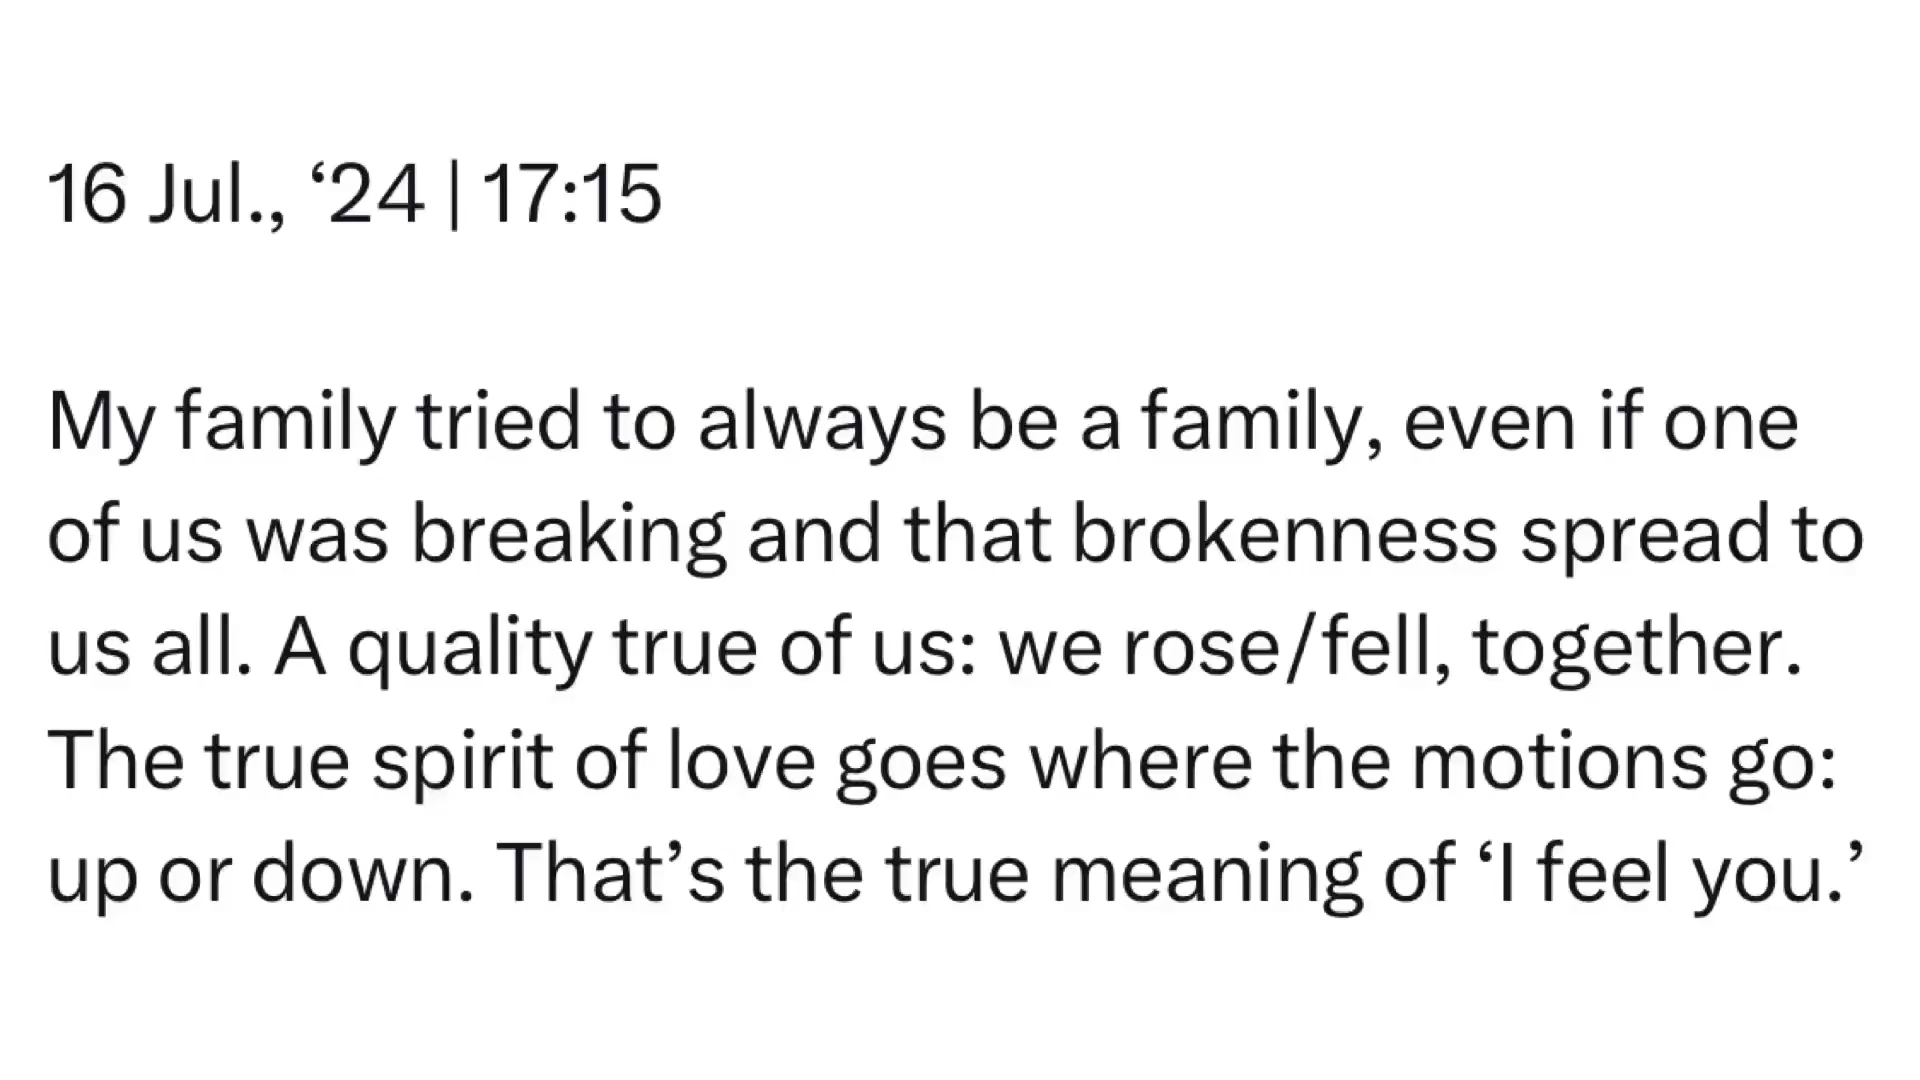 16 Jul., ‘24 | 17:15
My family tried to always be a family, even if one
of us was breaking and that brokenness spread to
us all. A quality true of us: we rose/fell, together.
The true spirit of love goes where the motions go:
up or down. That’s the true meaning of ‘I feel you.’